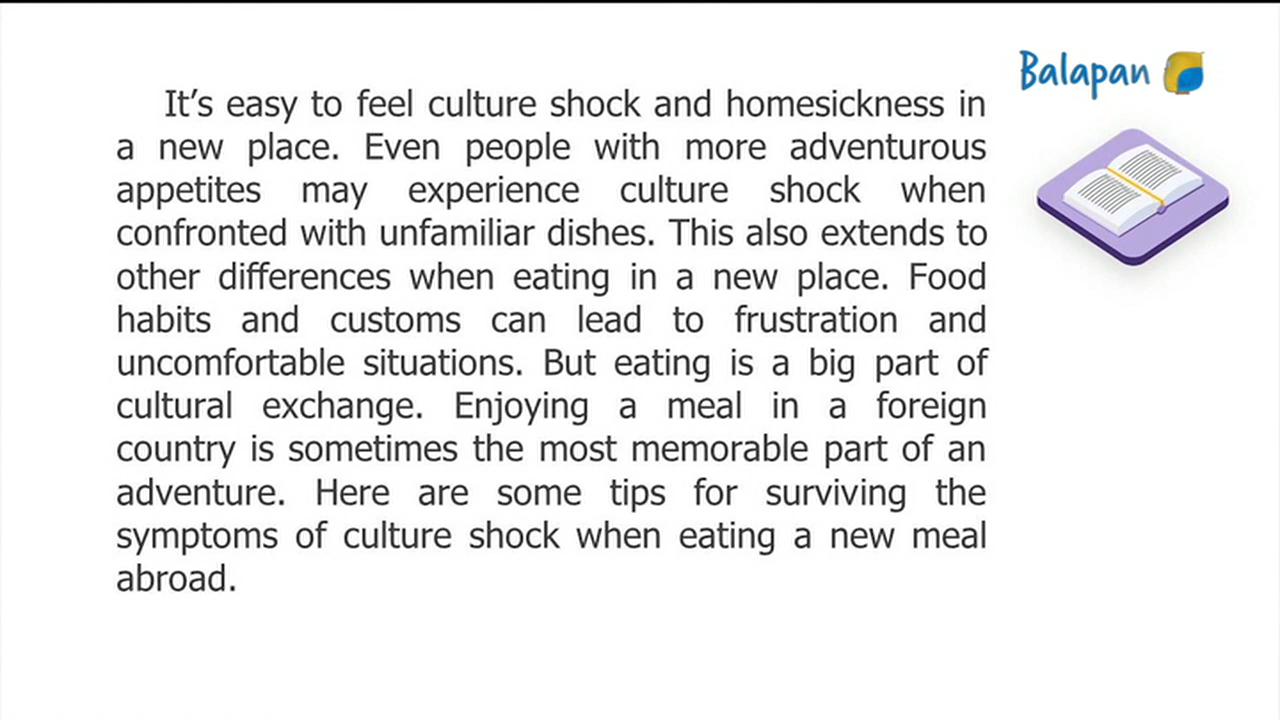 Balapan
It’s easy to feel culture shock and homesickness in
a new place. Even people with more adventurous
appetites may experience culture shock when
confronted with unfamiliar dishes. This also extends to
other differences when eating in a new place. Food
habits and customs can lead to frustration and
uncomfortable situations. But eating is a big part of
cultural exchange. Enjoying a meal in a foreign
country is sometimes the most memorable part of an
adventure. Here are some tips for surviving the
symptoms of culture shock when eating a new meal
abroad.